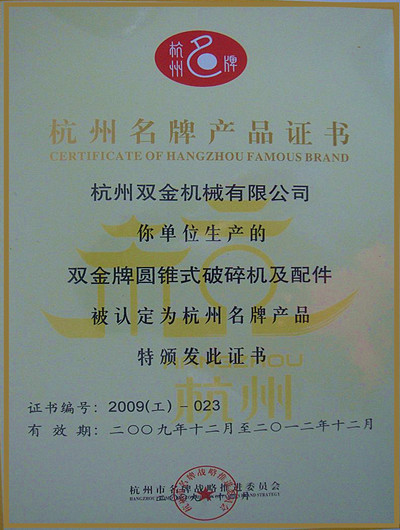 杭州 名 牌
杭州名牌产品证书
CERTIFICATE OF HANGZHOU FAMOUS BRAND
杭州双金机械有限公司
你单位生产的
双金牌圆锥式破碎机及配件
被认定为杭州名牌产品
特颁发此证书
HANGZHOU
杭州
证书编号：2009(工)－023
有效期：二〇〇九年十二月至二〇一二年十二月
杭州市名牌战略推进委员会